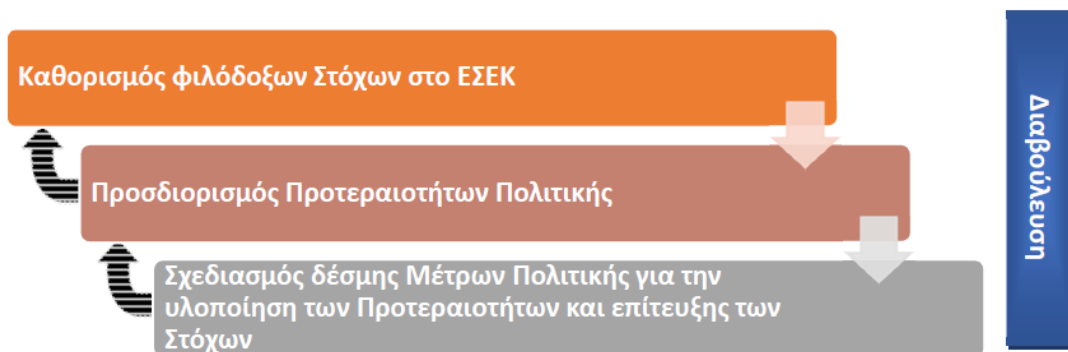 Καθορισμός φιλόδοξων Στόχων στο ΕΣΕΚ
Προσδιορισμός Προτεραιοτήτων Πολιτικής
Σχεδιασμός δέσμης Μέτρων Πολιτικής για την
υλοποίηση των Προτεραιοτήτων και επίτευξης των
Στόχων
Διαβούλευση